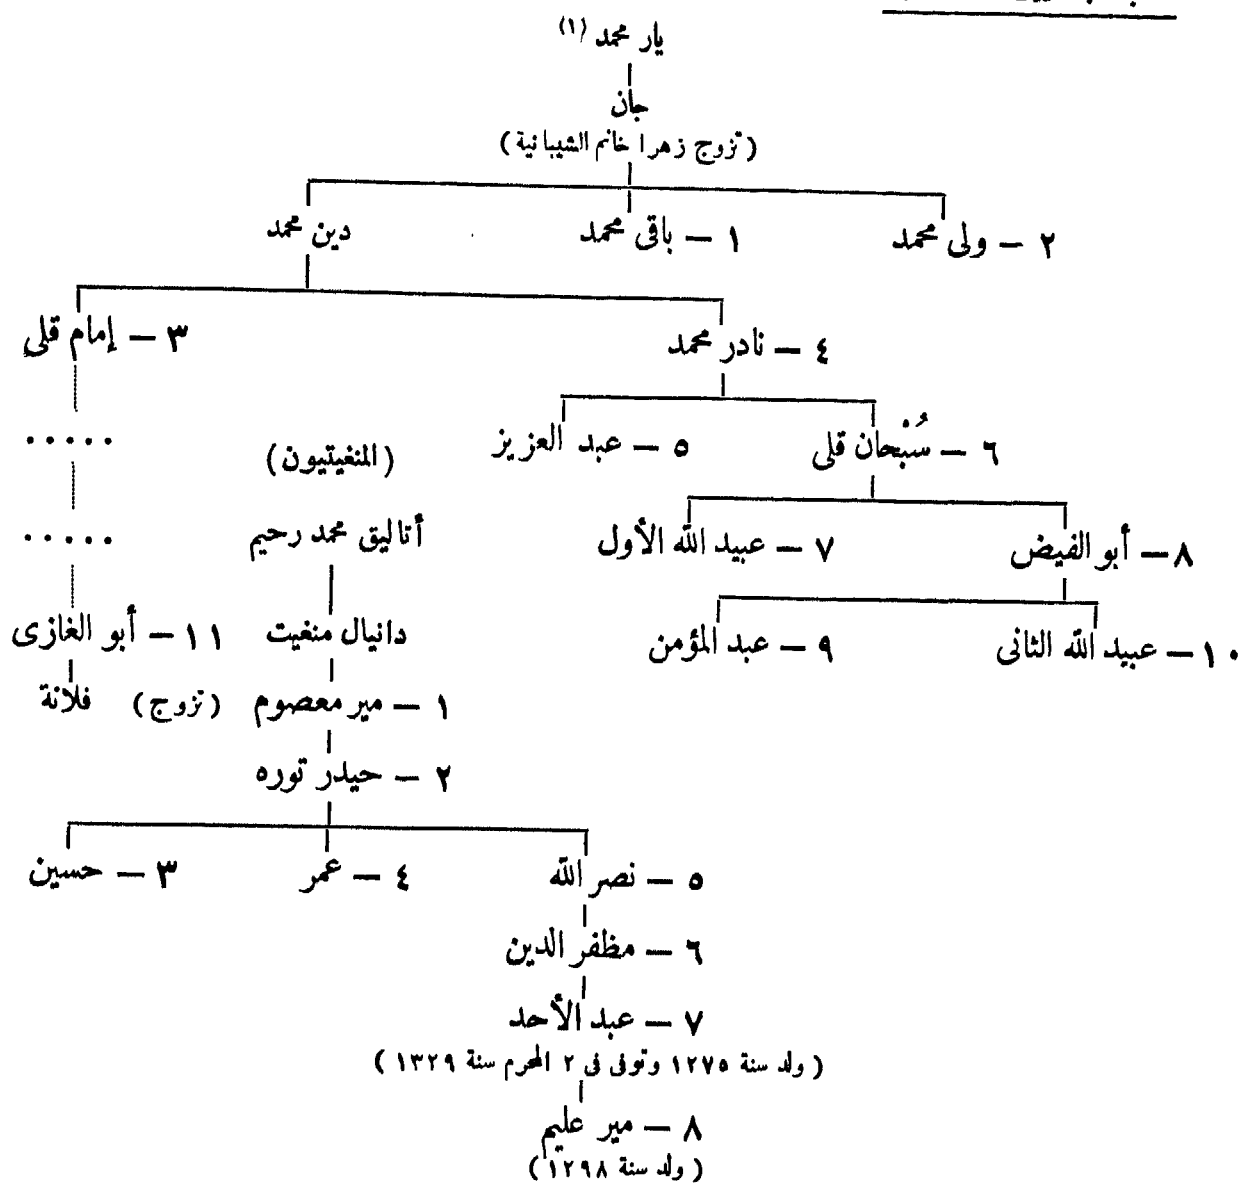 يار محمد (١)
جان
(تزوج زهرا خانم الشيبانية)
٢ – ولى محمد ١ – باقى محمد دين محمد
٤ – نادر محمد ٣ – إمام قلى
٦ – سُبْحان قلى ٥ – عبد العزيز (المنغيتيون) .....
٨ – أبو الفيض ٧ – عبيد الله الأول أتاليق محمد رحيم .....
١٠ – عبيد الله الثانى ٩ – عبد المؤمن دانيال منغيت ١١ – أبو الغازى
١ – مير معصوم (تزوج) فلانة
٢ – حيدر توره
٥ – نصر الله ٤ – عمر ٣ – حسين
٦ – مظفر الدين
٧ – عبد الأحد
(ولد سنة ١٢٧٥ وتوفى فى ٢ المحرم سنة ١٣٢٩)
٨ – مير عليم
(ولد سنة ١٢٩٨)